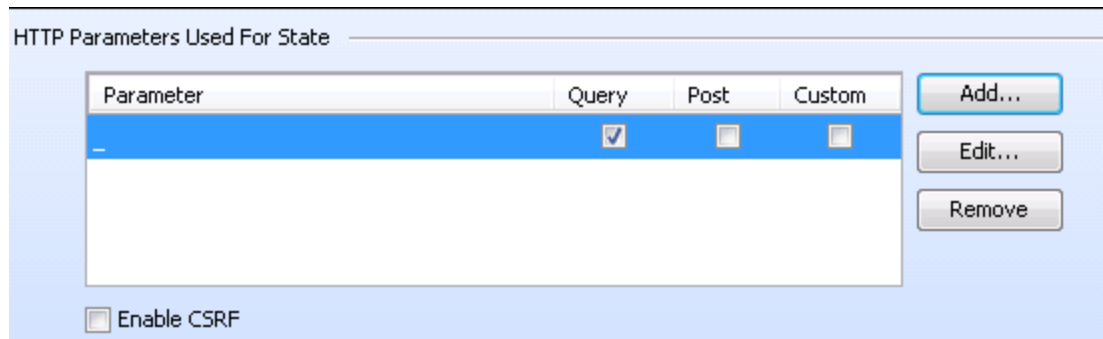 HTTP Parameters Used For State
Parameter Query Post Custom Add...
_
Edit...
Remove
Enable CSRF